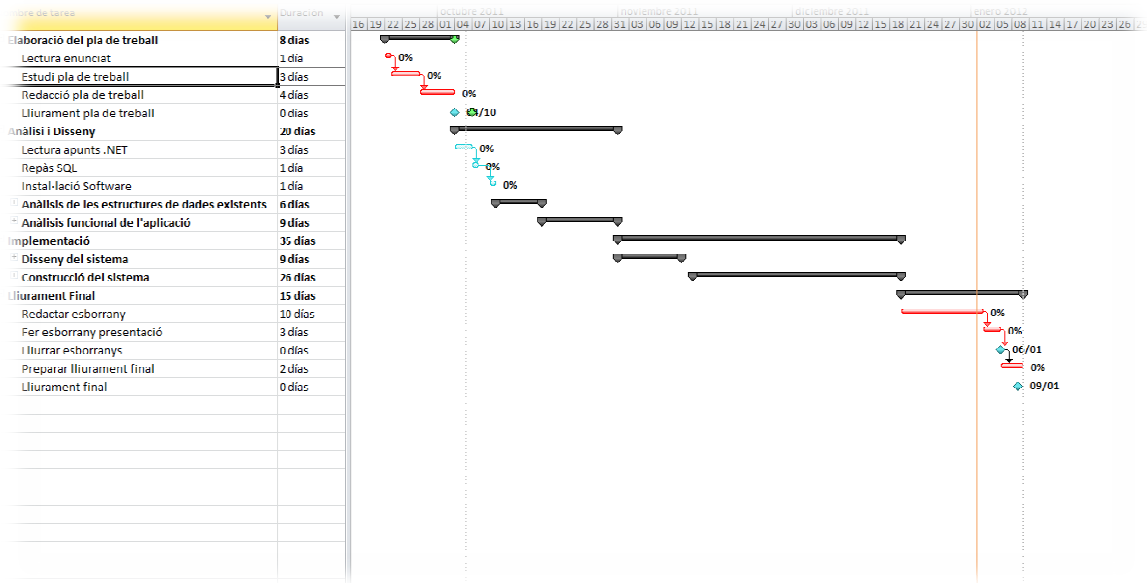 Nombre de tarea Duración
octubre 2011 noviembre 2011 diciembre 2011 enero 2012
16 19 22 25 28 01 04 07 10 13 16 19 22 25 28 31 03 06 09 12 15 18 21 24 27 30 03 06 09 12 15 18 21 24 27 30 02 05 08 11 14 17 20 23 26
Elaboració del pla de treball 8 días
Lectura enunciat 1 día 0%
Estudi pla de treball 3 días 0%
Redacció pla de treball 4 días 0%
Lliurament pla de treball 0 días 04/10
Anàlisi i Disseny 20 días
Lectura apunts .NET 3 días 0%
Repàs SQL 1 día 0%
Instal·lació Software 1 día 0%
Anàlisis de les estructures de dades existents 6 días
Anàlisis funcional de l'aplicació 9 días
Implementació 35 días
Disseny del sistema 9 días
Construcció del sistema 26 días
Lliurament Final 15 días
Redactar esborrany 10 días 0%
Fer esborrany presentació 3 días 0%
Lliurrar esborranys 0 días 06/01
Preparar lliurament final 2 días 0%
Lliurament final 0 días 09/01